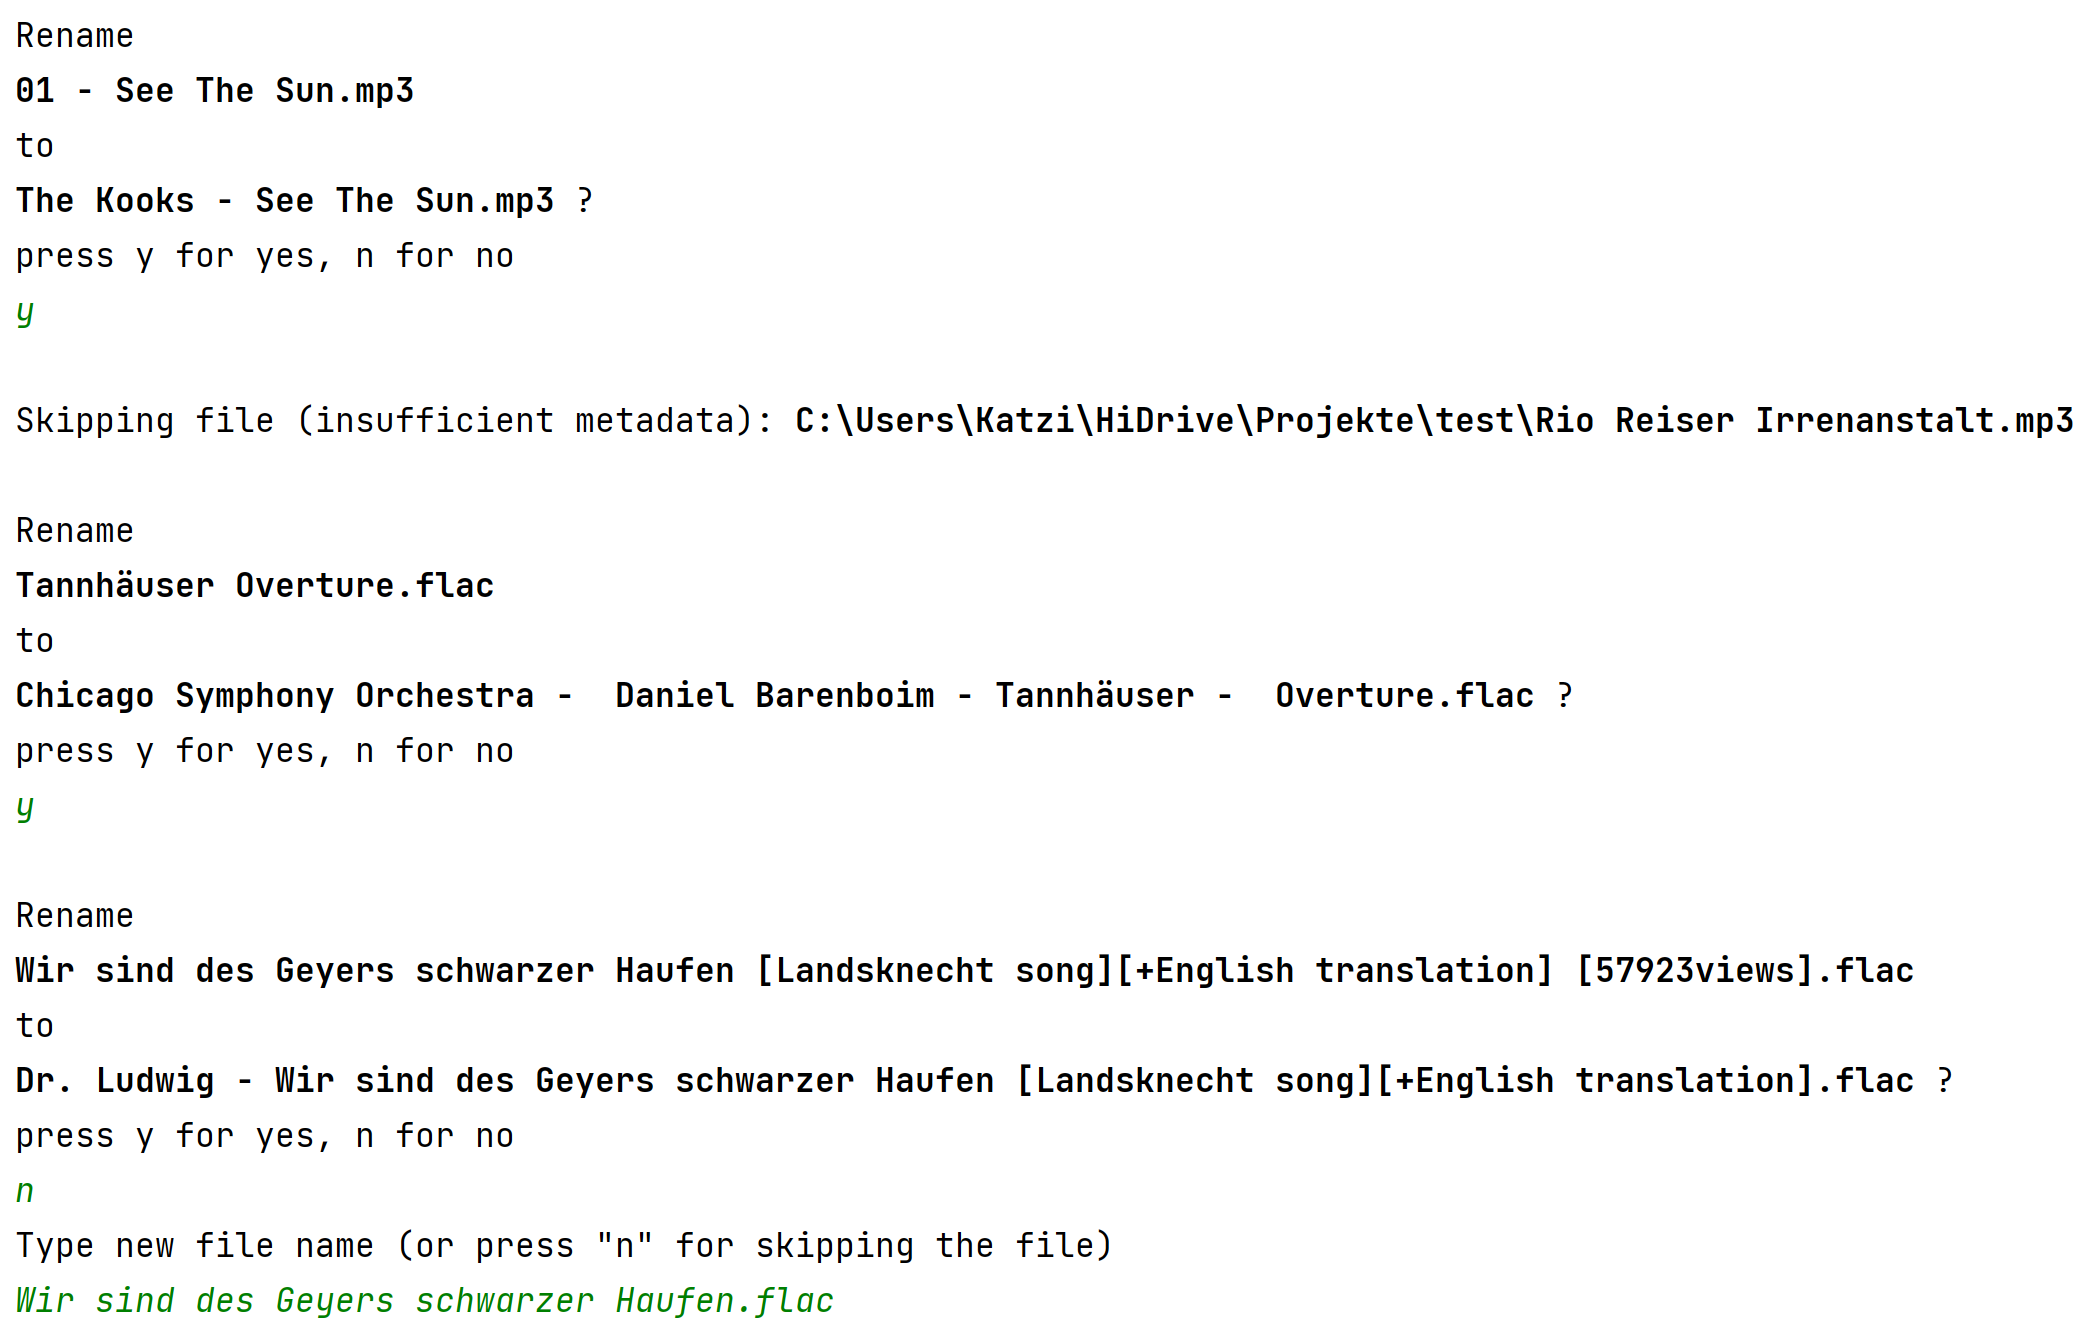 Rename
01 - See The Sun.mp3
to
The Kooks - See The Sun.mp3 ?
press y for yes, n for no
y
Skipping file (insufficient metadata): C:\Users\Katzi\HiDrive\Projekte\test\Rio Reiser Irrenanstalt.mp3
Rename
Tannhäuser Overture.flac
to
Chicago Symphony Orchestra -  Daniel Barenboim - Tannhäuser -  Overture.flac ?
press y for yes, n for no
y
Rename
Wir sind des Geyers schwarzer Haufen [Landsknecht song][+English translation] [57923views].flac
to
Dr. Ludwig - Wir sind des Geyers schwarzer Haufen [Landsknecht song][+English translation].flac ?
press y for yes, n for no
n
Type new file name (or press "n" for skipping the file)
Wir sind des Geyers schwarzer Haufen.flac